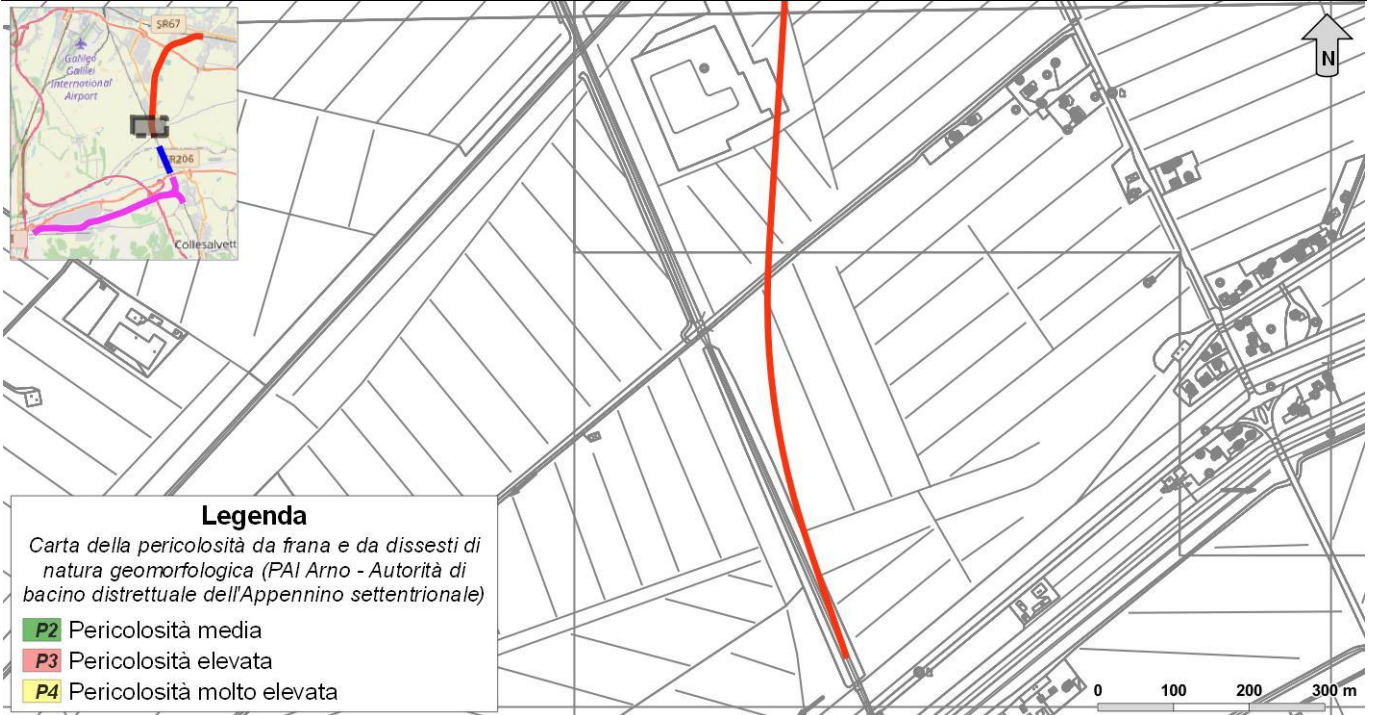 SR67
Galileo
Galilei
International
Airport
R206
Collesalvett
N
Legenda
Carta della pericolosità da frana e da dissesti di
natura geomorfologica (PAI Arno - Autorità di
bacino distrettuale dell'Appennino settentrionale)
P2 Pericolosità media
P3 Pericolosità elevata
P4 Pericolosità molto elevata
0 100 200 300 m